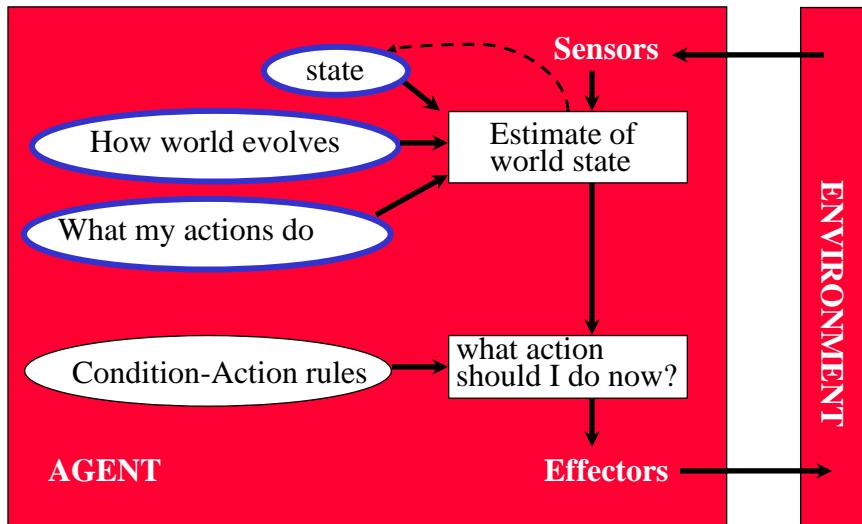 Sensors
state
How world evolves
Estimate of
world state
What my actions do
ENVIRONMENT
what action
should I do now?
Condition-Action rules
AGENT
Effectors